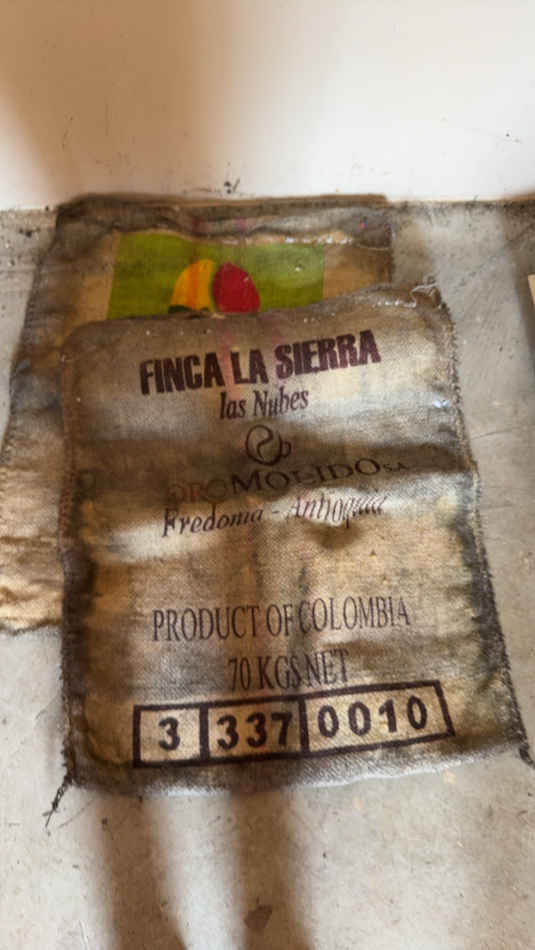 FINCA LA SIERRA
las Nubes
OROMOLIDO S.A
Fredonia - Antioquia
PRODUCT OF COLOMBIA
70 KGS NET
3 337 0010